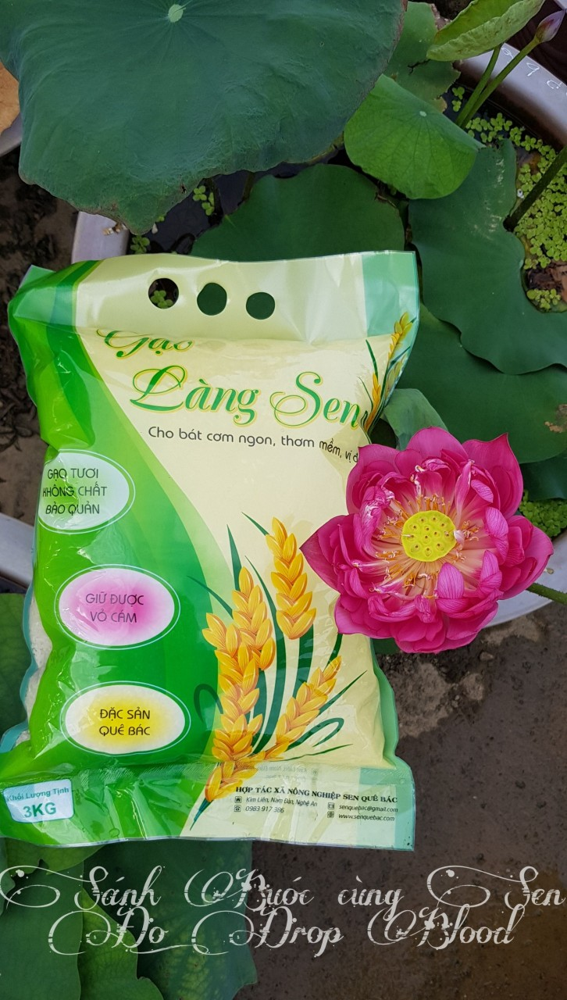 Gạo
Làng Sen
Cho bát cơm ngon, thơm mềm, vị đ
GẠO TƯƠI
KHÔNG CHẤT
BẢO QUẢN
GIỮ ĐƯỢC
VỎ CÁM
ĐẶC SẢN
QUÊ BÁC
Khối Lượng Tịnh
3KG
HỢP TÁC XÃ NÔNG NGHIỆP SEN QUÊ BÁC
Kim Liên, Nam Đàn, Nghệ An
senquebac@gmail.com
0983 917 386
www.senquebac.com
Sánh Bước cùng Sen
Đỏ Drop Blood